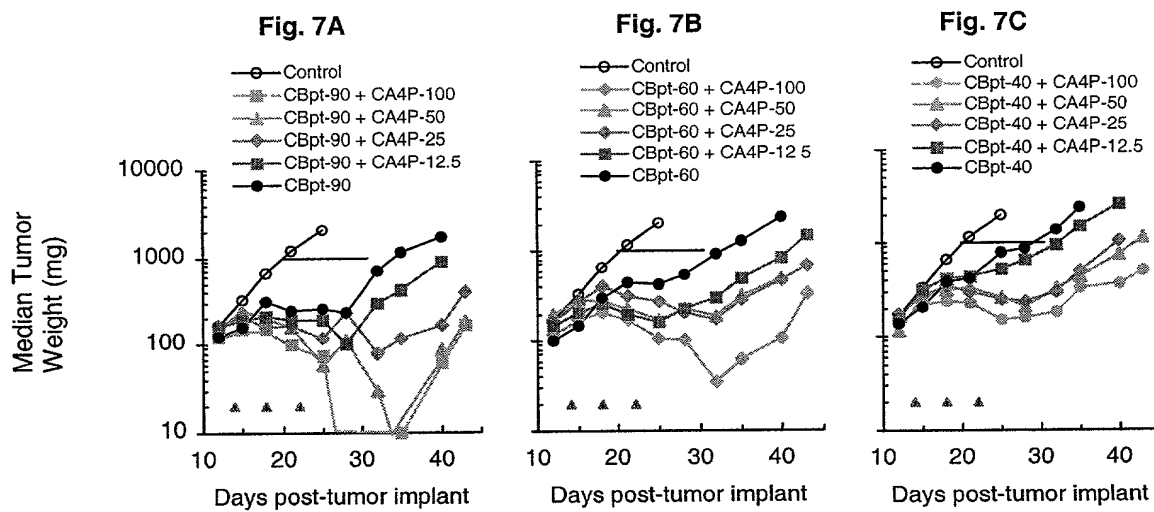 Fig. 7A
Control
CBpt-90 + CA4P-100
CBpt-90 + CA4P-50
CBpt-90 + CA4P-25
CBpt-90 + CA4P-12.5
CBpt-90
Fig. 7B
Control
CBpt-60 + CA4P-100
CBpt-60 + CA4P-50
CBpt-60 + CA4P-25
CBpt-60 + CA4P-12 5
CBpt-60
Fig. 7C
Control
CBpt-40 + CA4P-100
CBpt-40 + CA4P-50
CBpt-40 + CA4P-25
CBpt-40 + CA4P-12.5
CBpt-40
Median Tumor
Weight (mg)
10000
1000
100
10
10 20 30 40
Days post-tumor implant
10 20 30 40
Days post-tumor implant
10 20 30 40
Days post-tumor implant